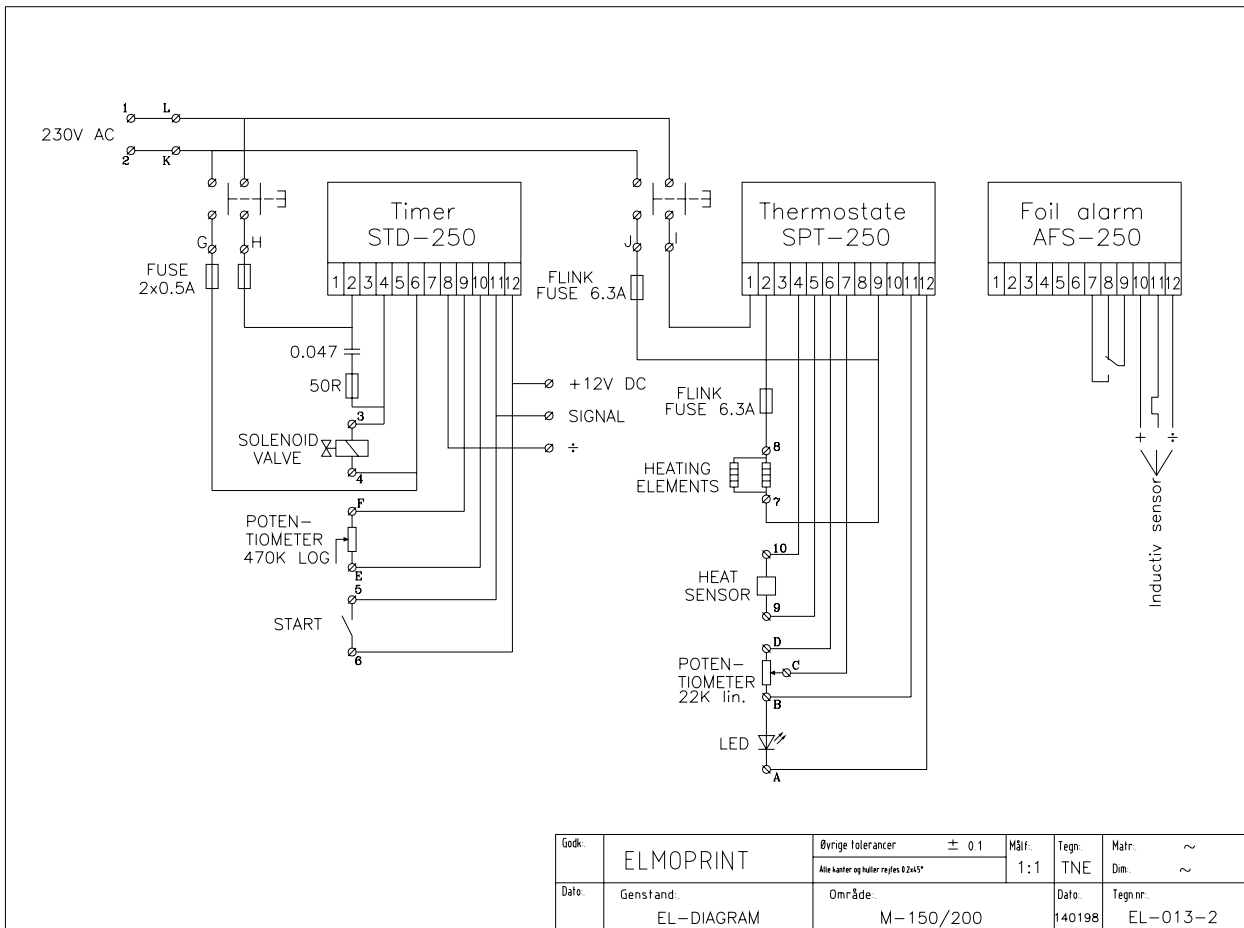 1 L
230V AC
2 K
Timer
STD-250
1 2 3 4 5 6 7 8 9 10 11 12
G H
FUSE
2x0.5A
0.047
50R
3
SOLENOID
VALVE
4
+12V DC
SIGNAL
÷
F
POTEN-
TIOMETER
470K LOG
E
5
START
6
J I
FLINK
FUSE 6.3A
Thermostate
SPT-250
1 2 3 4 5 6 7 8 9 10 11 12
FLINK
FUSE 6.3A
8
HEATING
ELEMENTS
7
10
HEAT
SENSOR
9
D
POTEN-
TIOMETER
22K lin.
C
B
LED
A
Foil alarm
AFS-250
1 2 3 4 5 6 7 8 9 10 11 12
+ ÷
Inductiv sensor
Godk.:
ELMOPRINT
Øvrige tolerancer ± 0.1
Alle kanter og huller rejfes 0.2x45°
Målf.:
1:1
Tegn.:
TNE
Matr.: ~
Dim.: ~
Dato:
Genstand:
EL-DIAGRAM
Område:
M-150/200
Dato:
140198
Tegn.nr.:
EL-013-2